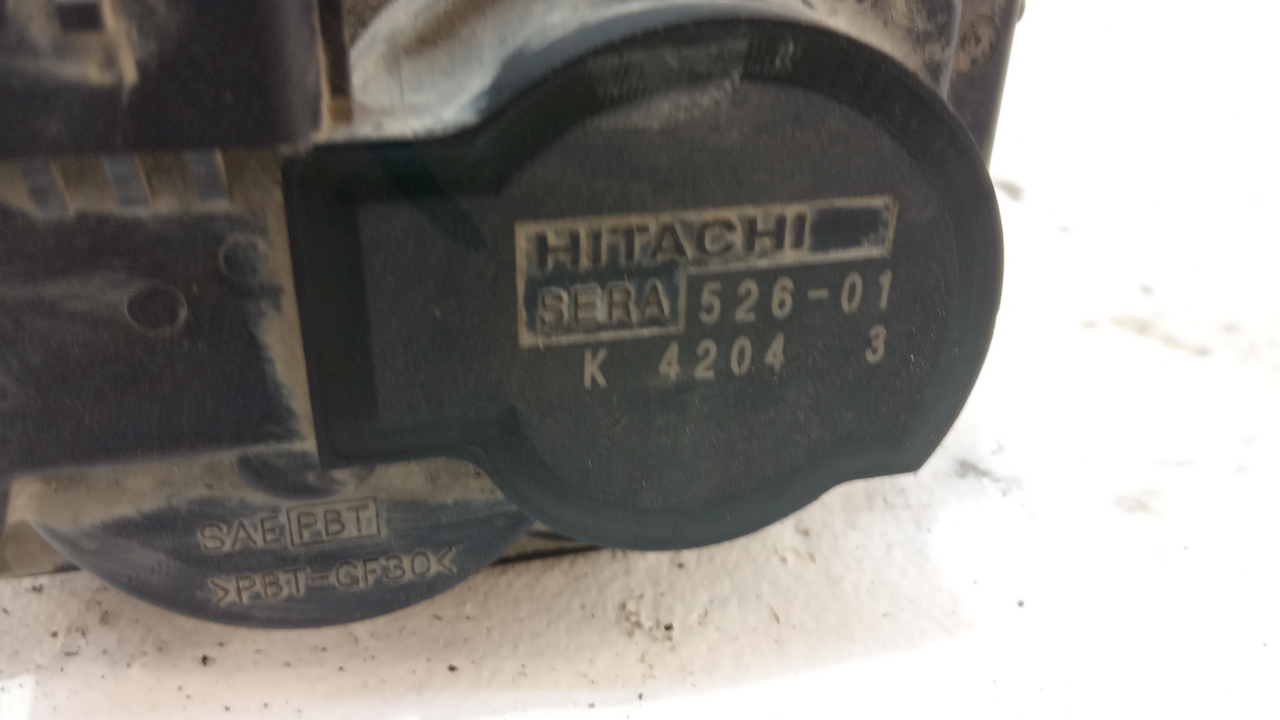 HITACHI
SERA 526-01
K 4204 3
SAE PBT
>PBT-GF30<